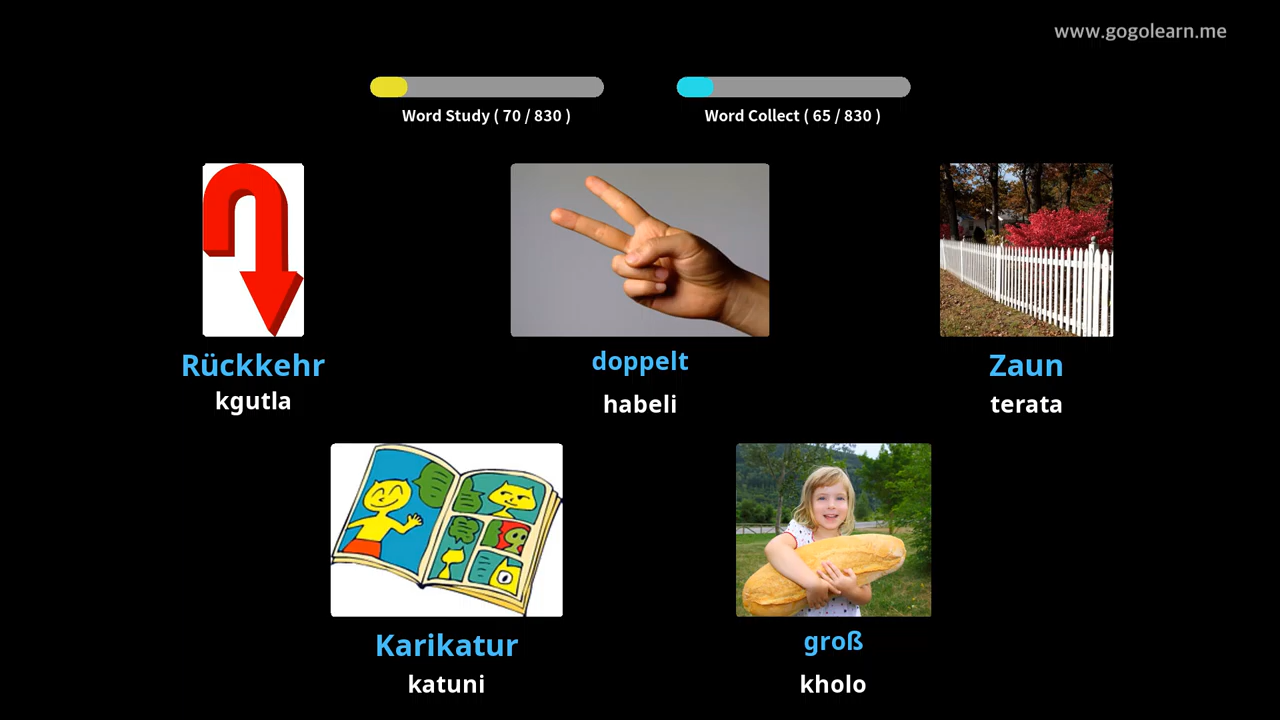 www.gogolearn.me
Word Study ( 70 / 830 )
Word Collect ( 65 / 830 )
Rückkehr
kgutla
doppelt
habeli
Zaun
terata
Karikatur
katuni
groß
kholo